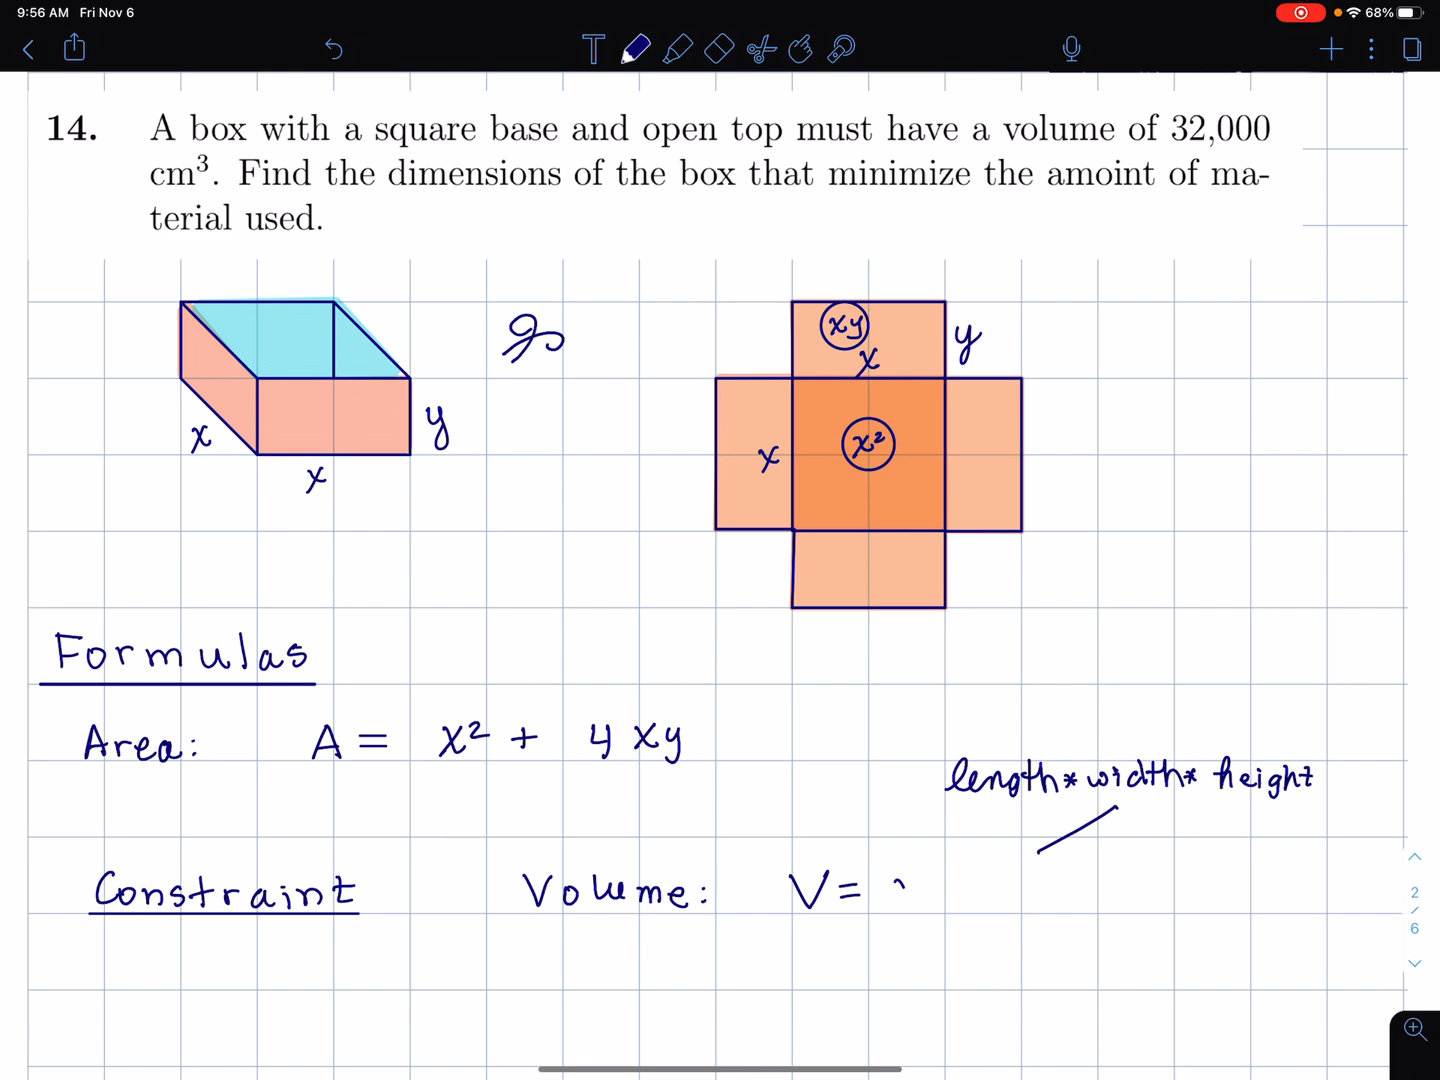 9:56 AM Fri Nov 6
68%
T
14. A box with a square base and open top must have a volume of 32,000
cm³. Find the dimensions of the box that minimize the amoint of ma-
terial used.
xy
y
x
x²
x
y
x
x
Formulas
Area: A = x² + 4xy
length * width * height
Constraint Volume: V =
2
/
6